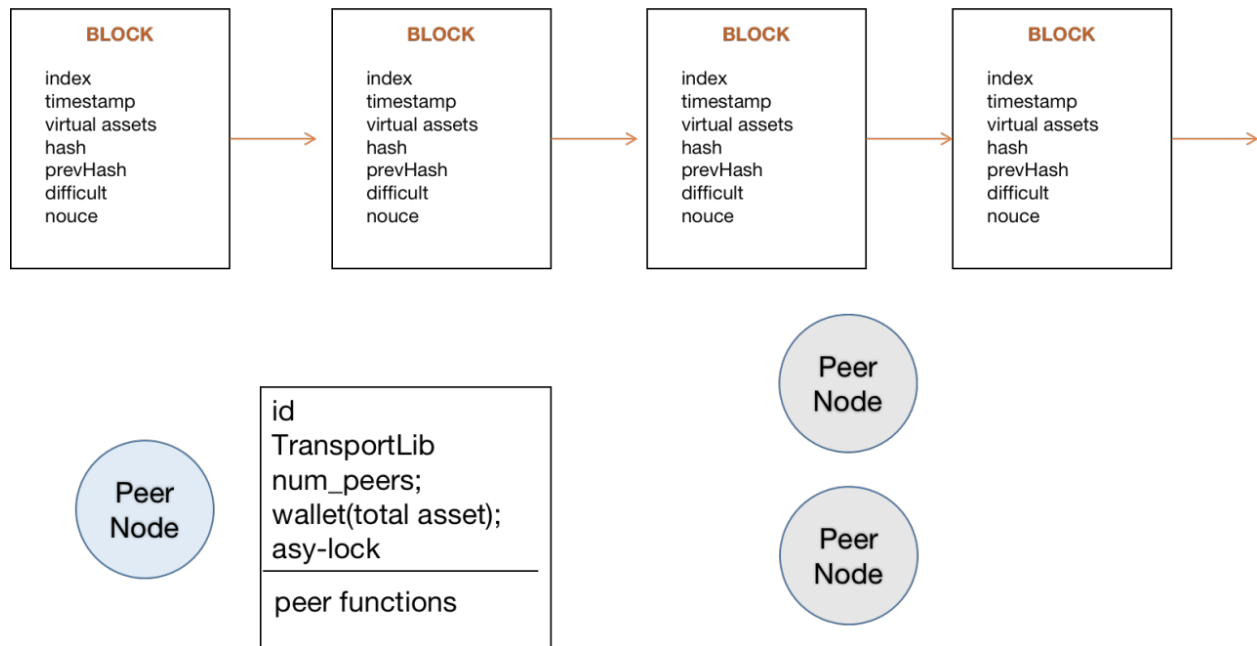 BLOCK
index
timestamp
virtual assets
hash
prevHash
difficult
nouce
BLOCK
index
timestamp
virtual assets
hash
prevHash
difficult
nouce
BLOCK
index
timestamp
virtual assets
hash
prevHash
difficult
nouce
BLOCK
index
timestamp
virtual assets
hash
prevHash
difficult
nouce
Peer
Node
id
TransportLib
num_peers;
wallet(total asset);
asy-lock
peer functions
Peer
Node
Peer
Node